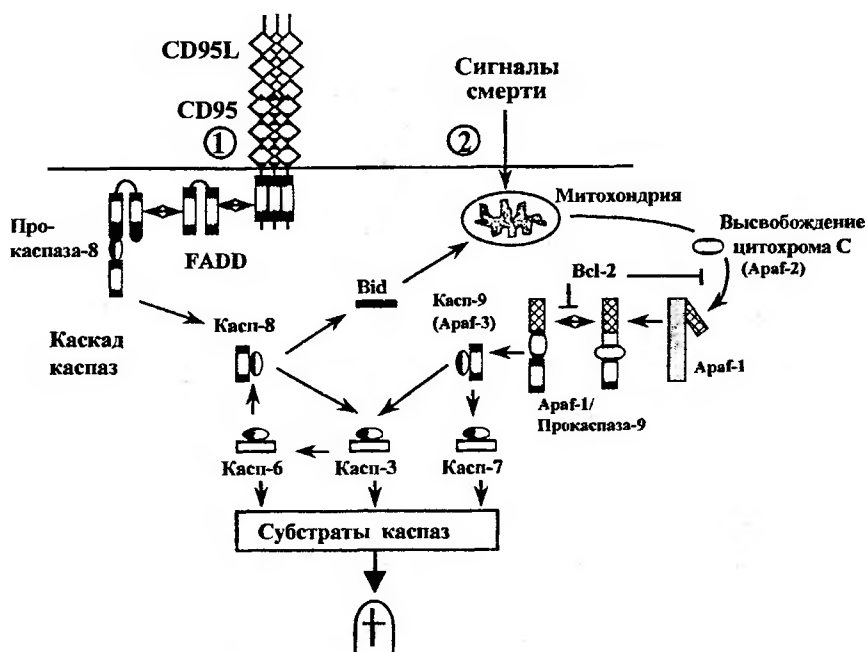 CD95L
CD95
1
2
Сигналы
смерти
Про-
каспаза-8
FADD
Митохондрия
Высвобождение
цитохрома С
(Apaf-2)
Bcl-2
Bid
Касп-9
(Apaf-3)
Касп-8
Каскад
каспаз
Apaf-1
Apaf-1/
Прокаспаза-9
Касп-6
Касп-3
Касп-7
Субстраты каспаз